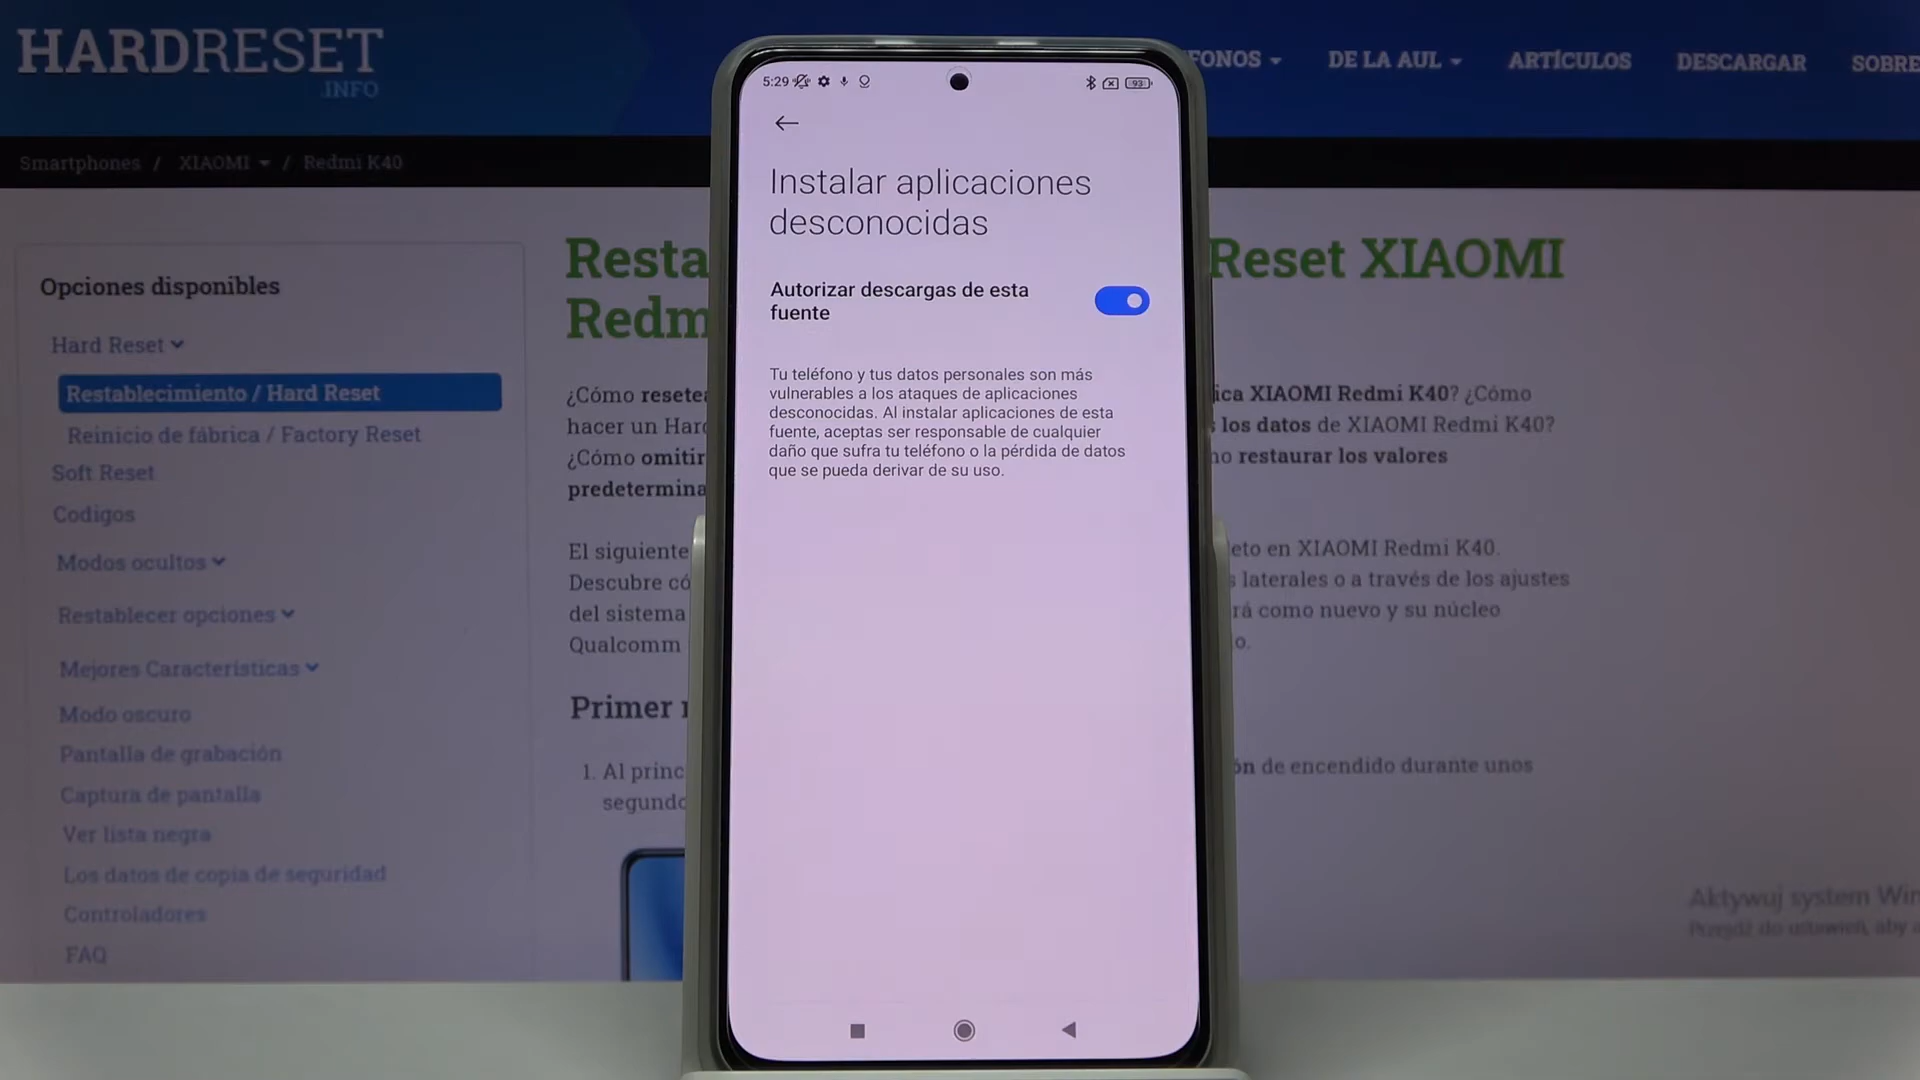 HARDRESET
.INFO
FONOS
DE LA AUL
ARTÍCULOS
DESCARGAR
SOBRE
Smartphones / XIAOMI / Redmi K40
Opciones disponibles
Hard Reset
Restablecimiento / Hard Reset
Reinicio de fábrica / Factory Reset
Soft Reset
Codigos
Modos ocultos
Restablecer opciones
Mejores Características
Modo oscuro
Pantalla de grabación
Captura de pantalla
Ver lista negra
Los datos de copia de seguridad
Controladores
FAQ
Resta
Redm
¿Cómo resetea
hacer un Hard
¿Cómo omitir
predetermina
El siguiente
Descubre có
del sistema
Qualcomm
Primer
1. Al princ
segundo
5:29
93
Instalar aplicaciones
desconocidas
Autorizar descargas de esta
fuente
Tu teléfono y tus datos personales son más
vulnerables a los ataques de aplicaciones
desconocidas. Al instalar aplicaciones de esta
fuente, aceptas ser responsable de cualquier
daño que sufra tu teléfono o la pérdida de datos
que se pueda derivar de su uso.
Reset XIAOMI
ica XIAOMI Redmi K40? ¿Cómo
los datos de XIAOMI Redmi K40?
no restaurar los valores
eto en XIAOMI Redmi K40.
s laterales o a través de los ajustes
rá como nuevo y su núcleo
o.
ón de encendido durante unos
Aktywuj system Win
Przejdź do ustawień, aby a